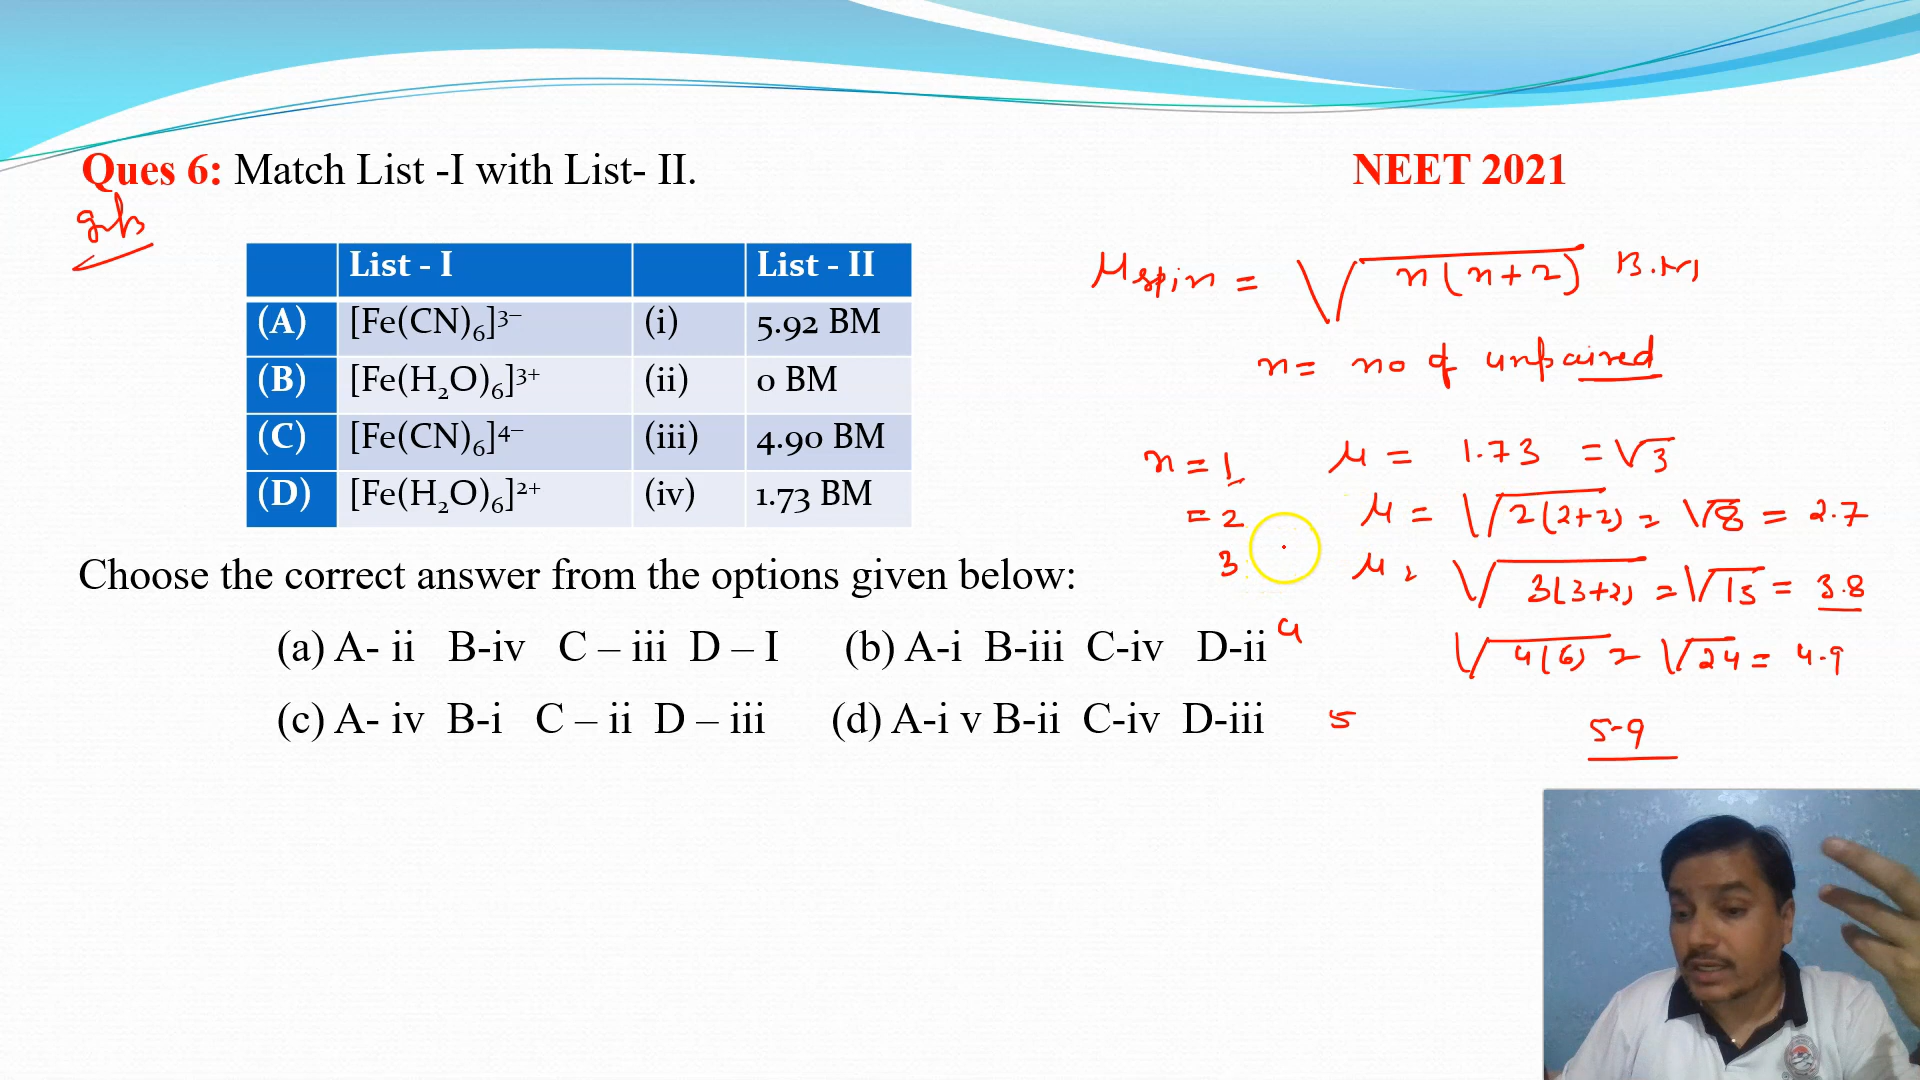 Ques 6: Match List -I with List- II.
NEET 2021
List - I List - II
(A) [Fe(CN)₆]³⁻ (i) 5.92 BM
(B) [Fe(H₂O)₆]³⁺ (ii) 0 BM
(C) [Fe(CN)₆]⁴⁻ (iii) 4.90 BM
(D) [Fe(H₂O)₆]²⁺ (iv) 1.73 BM
Choose the correct answer from the options given below:
(a) A- ii B-iv C – iii D – I (b) A-i B-iii C-iv D-ii
(c) A- iv B-i C – ii D – iii (d) A-i v B-ii C-iv D-iii
μspin = √n(n+2) B.M
n = no of unpaired
n = 1 μ = 1.73 = √3
= 2 μ = √2(2+2) = √8 = 2.7
3 μ = √3(3+2) = √15 = 3.8
4 √4(6) = √24 = 4.9
5 5-9